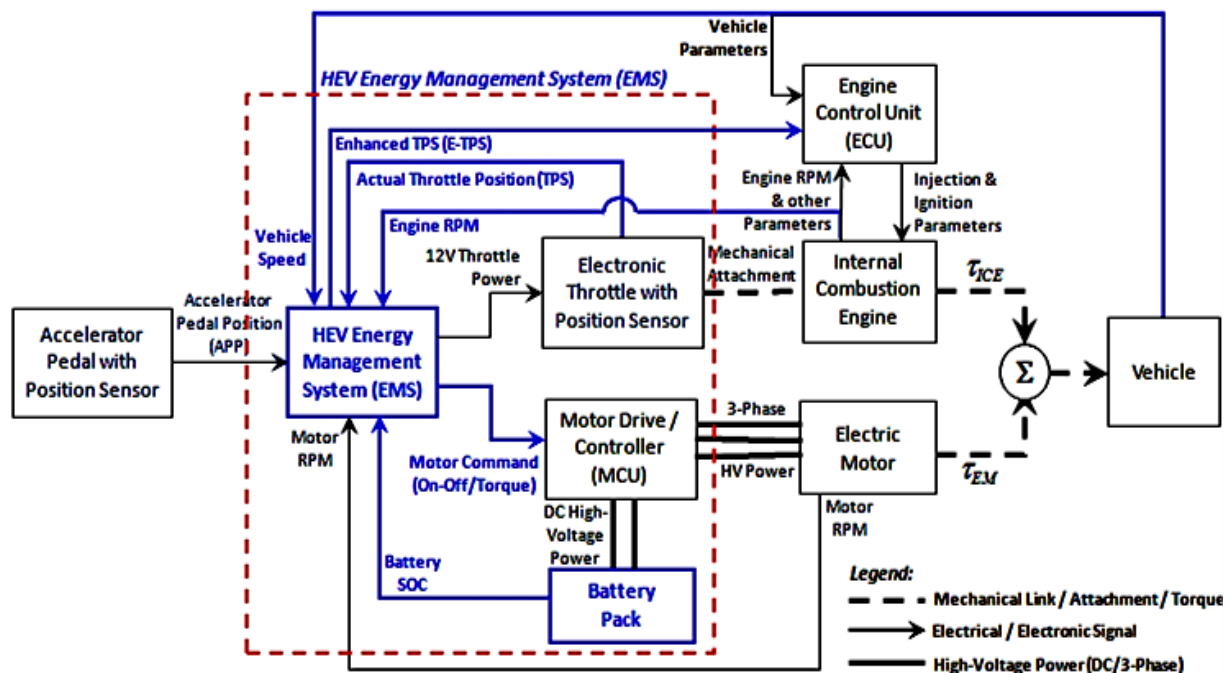 Vehicle
Parameters
HEV Energy Management System (EMS)
Engine
Control Unit
(ECU)
Enhanced TPS (E-TPS)
Actual Throttle Position (TPS)
Engine RPM
& other
Parameters
Injection &
Ignition
Parameters
Engine RPM
Vehicle
Speed
12V Throttle
Power
Electronic
Throttle with
Position Sensor
Mechanical
Attachment
Internal
Combustion
Engine
τICE
Accelerator
Pedal with
Position Sensor
Accelerator
Pedal Position
(APP)
HEV Energy
Management
System (EMS)
Σ
Vehicle
Motor
RPM
Motor Command
(On-Off/Torque)
Motor Drive /
Controller
(MCU)
3-Phase
HV Power
Electric
Motor
τEM
DC High-
Voltage
Power
Motor
RPM
Battery
SOC
Battery
Pack
Legend:
Mechanical Link / Attachment / Torque
Electrical / Electronic Signal
High-Voltage Power (DC/3-Phase)